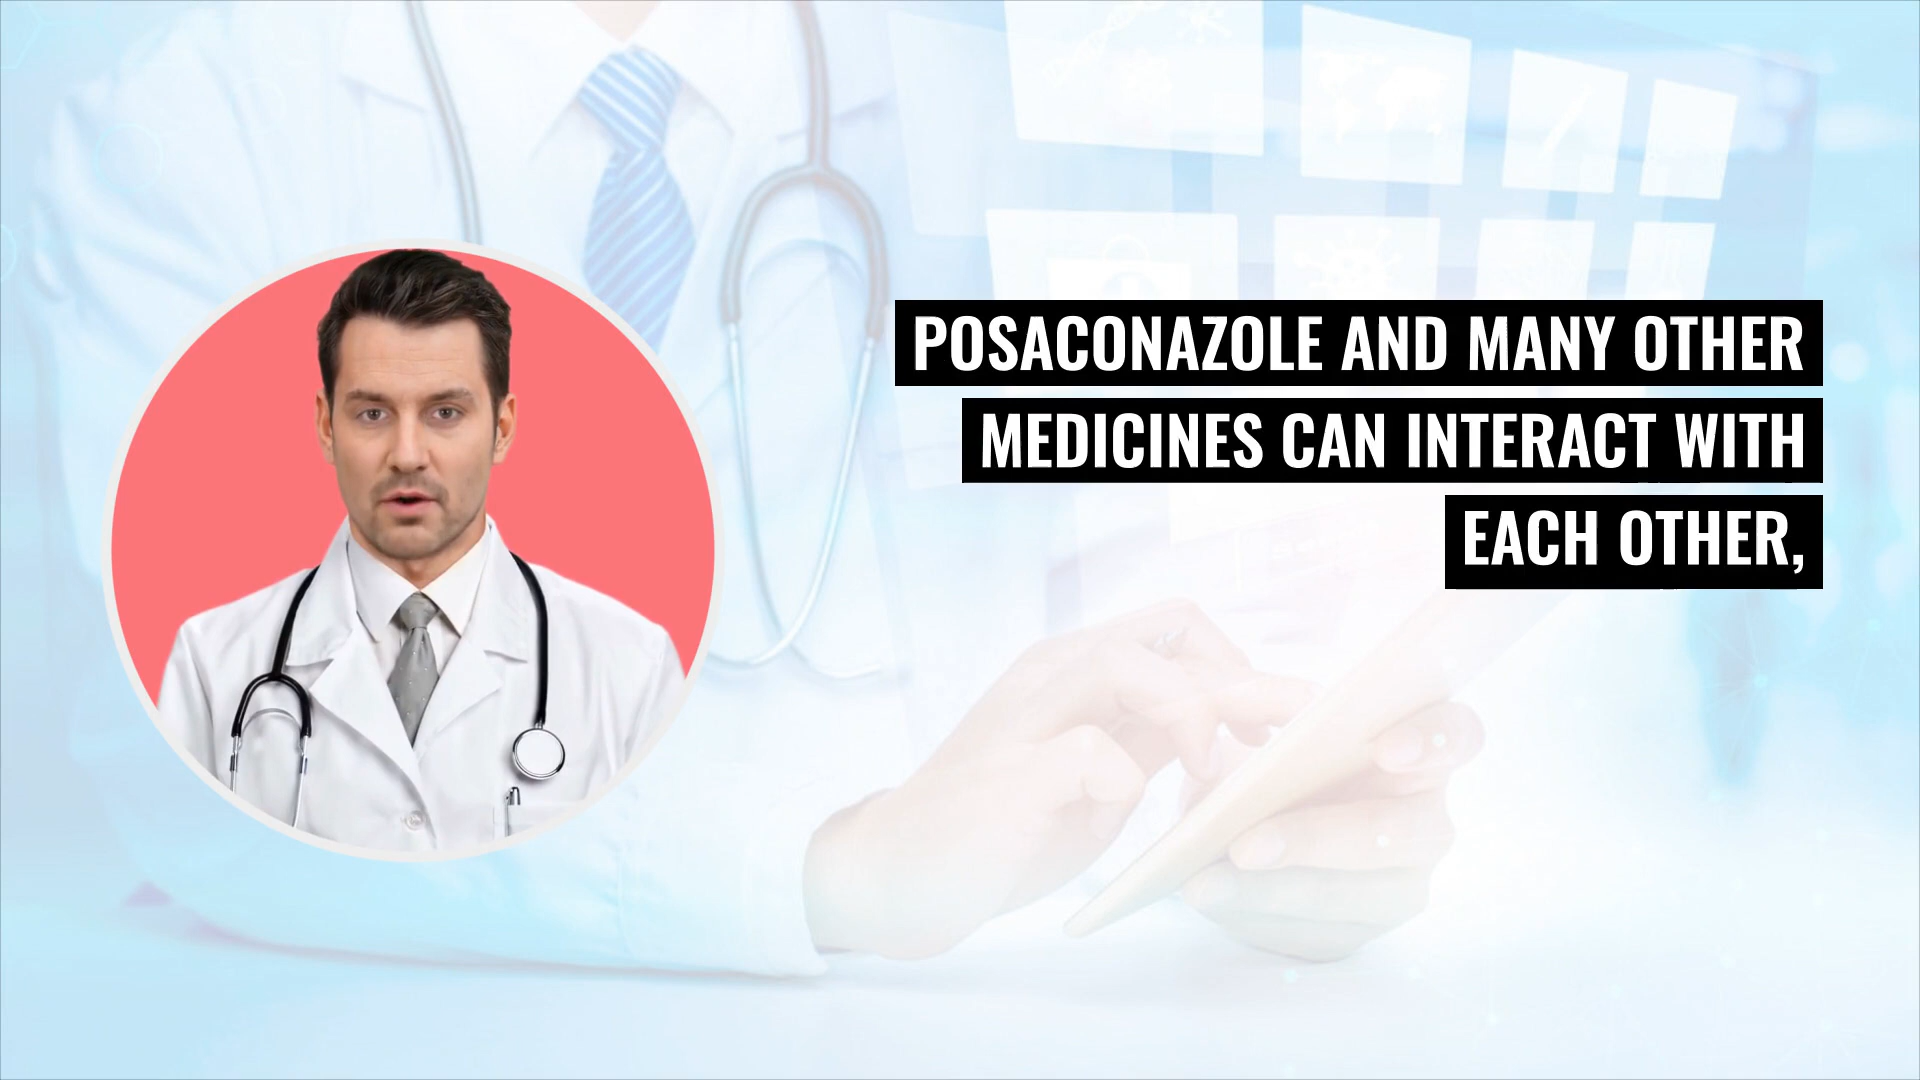 POSACONAZOLE AND MANY OTHER
MEDICINES CAN INTERACT WITH
EACH OTHER,